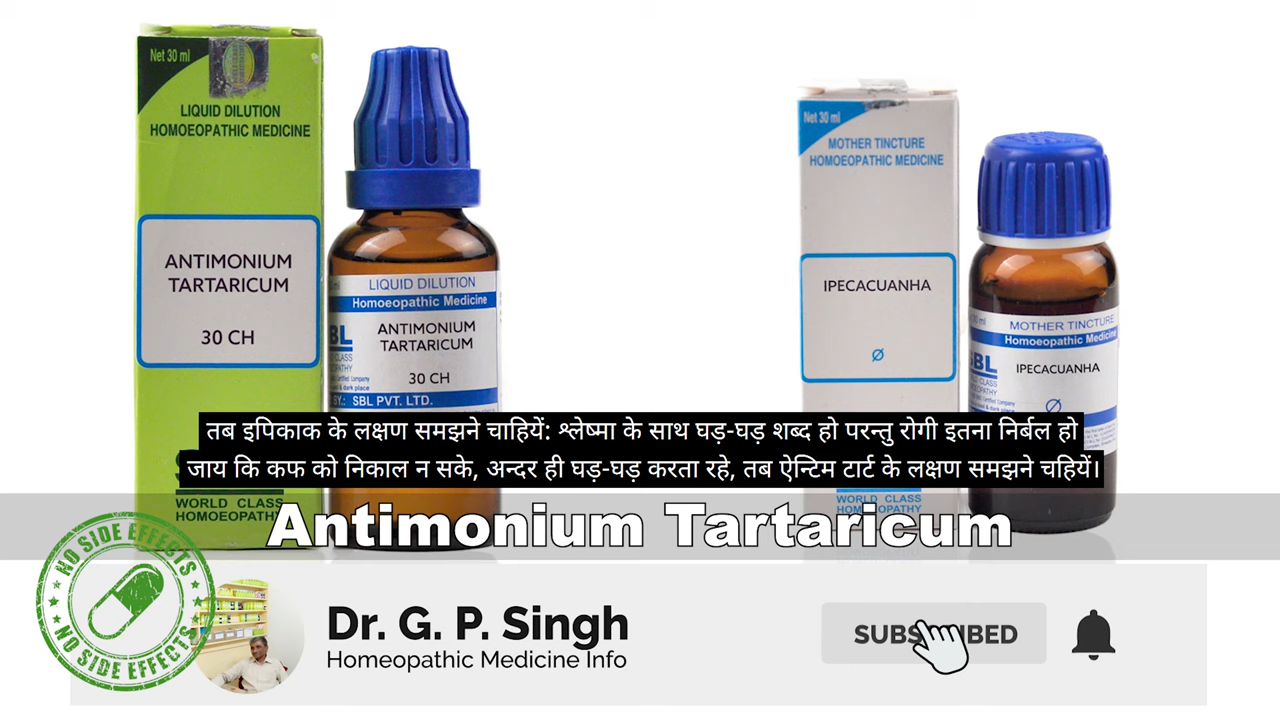 Net 30 ml
LIQUID DILUTION
HOMOEOPATHIC MEDICINE
ANTIMONIUM
TARTARICUM
30 CH
WORLD CLASS
HOMOEOPATHY
LIQUID DILUTION
Homoeopathic Medicine
ANTIMONIUM
TARTARICUM
30 CH
BY.: SBL PVT. LTD.
Net 30 ml
MOTHER TINCTURE
HOMOEOPATHIC MEDICINE
IPECACUANHA
Ø
WORLD CLASS
MOTHER TINCTURE
Homoeopathic Medicine
SBL
IPECACUANHA
Ø
तब इपिकाक के लक्षण समझने चाहियें: श्लेष्मा के साथ घड़-घड़ शब्द हो परन्तु रोगी इतना निर्बल हो
जाय कि कफ को निकाल न सके, अन्दर ही घड़-घड़ करता रहे, तब ऐन्टिम टार्ट के लक्षण समझने चहियें।
Antimonium Tartaricum
NO SIDE EFFECTS
NO SIDE EFFECTS
Dr. G. P. Singh
Homeopathic Medicine Info